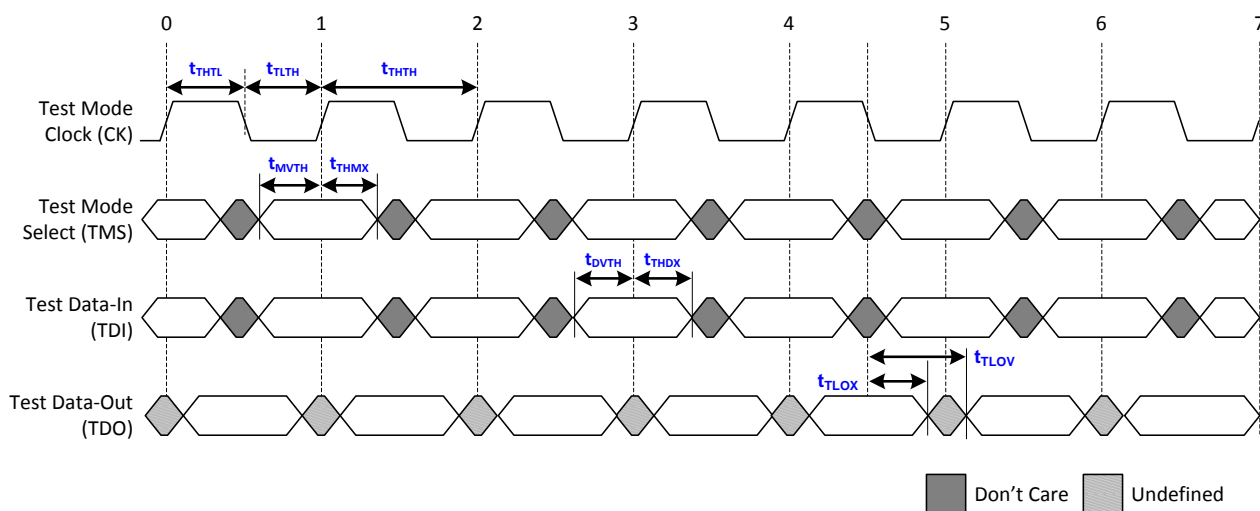 0 1 2 3 4 5 6 7
tTHTL tTLTH tTHTH
Test Mode
Clock (CK)
tMVTH tTHMX
Test Mode
Select (TMS)
tDVTH tTHDX
Test Data-In
(TDI)
tTLOV
tTLOX
Test Data-Out
(TDO)
Don't Care Undefined